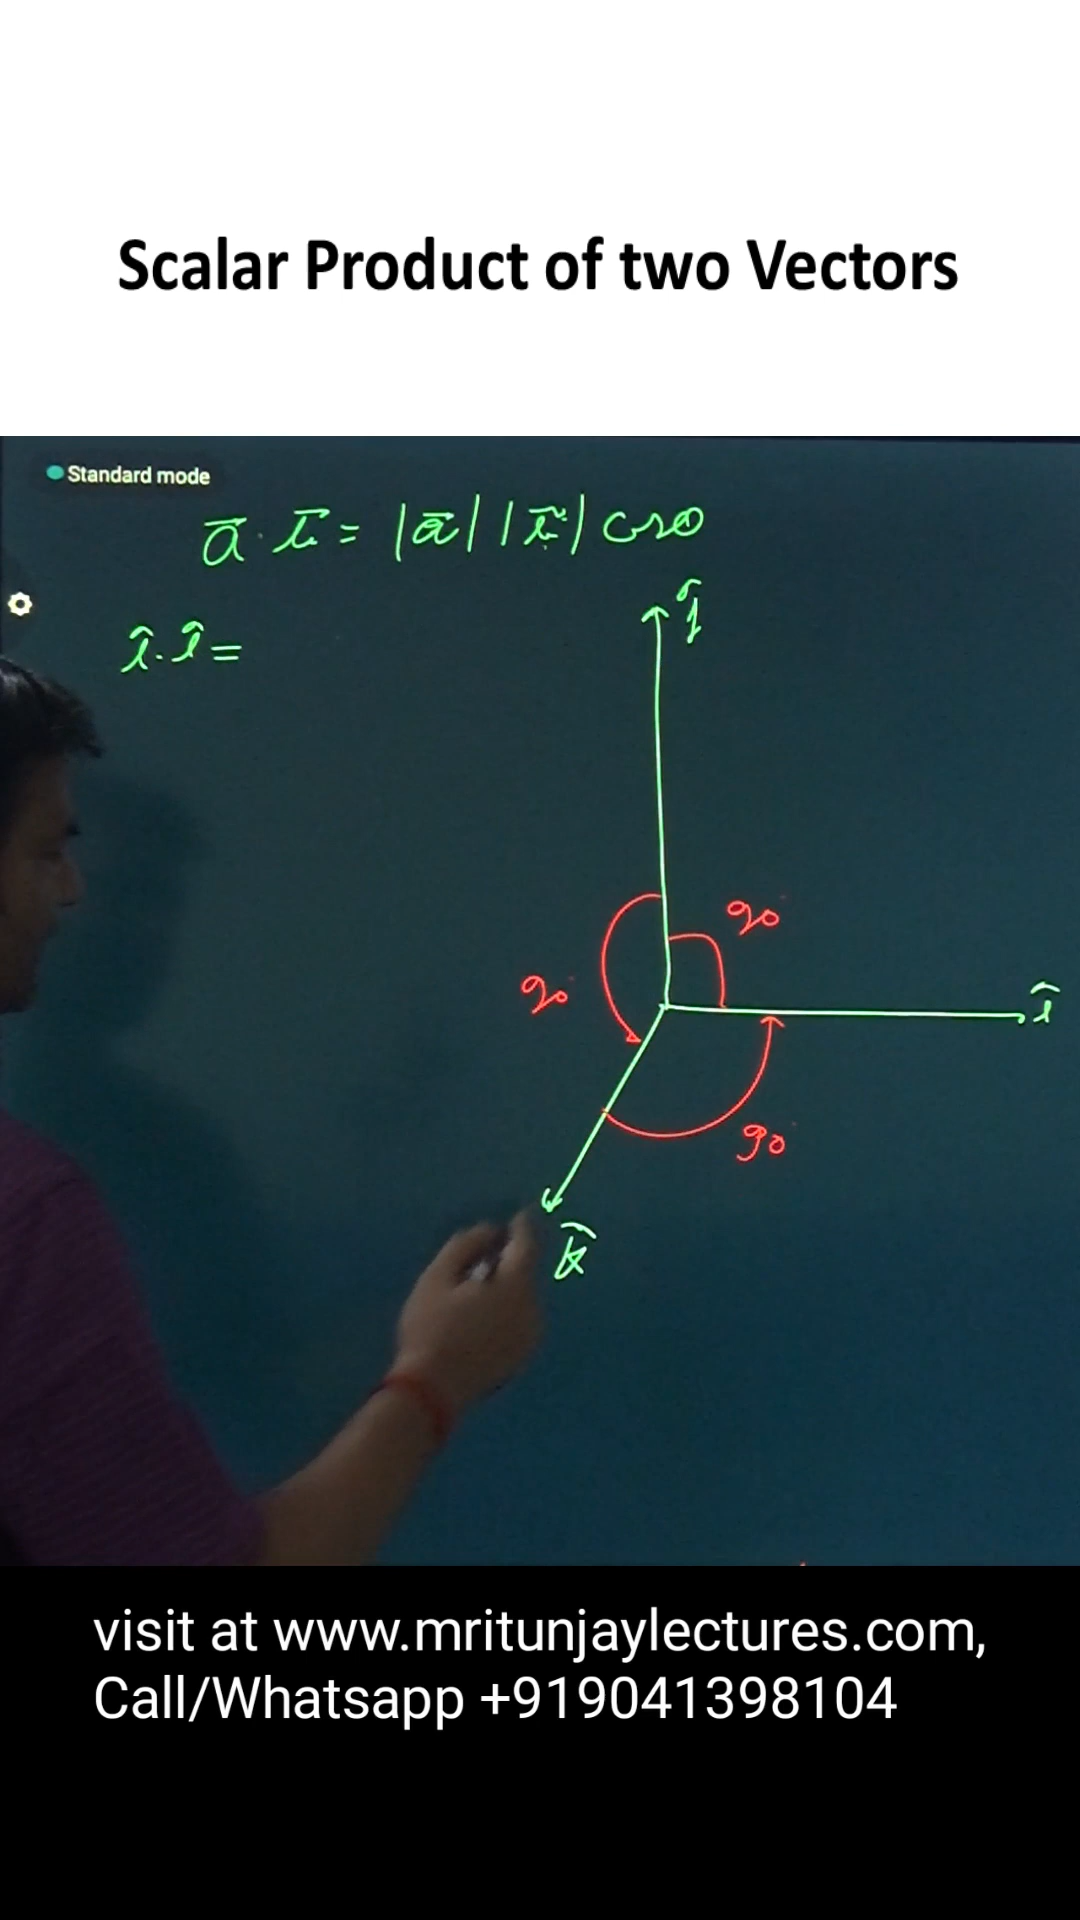 Scalar Product of two Vectors
Standard mode
a̅ · b̅ = |a̅| |b̅| cosθ
ĵ
î · î =
90°
90°
î
90°
k̂
visit at www.mritunjaylectures.com,
Call/Whatsapp +919041398104